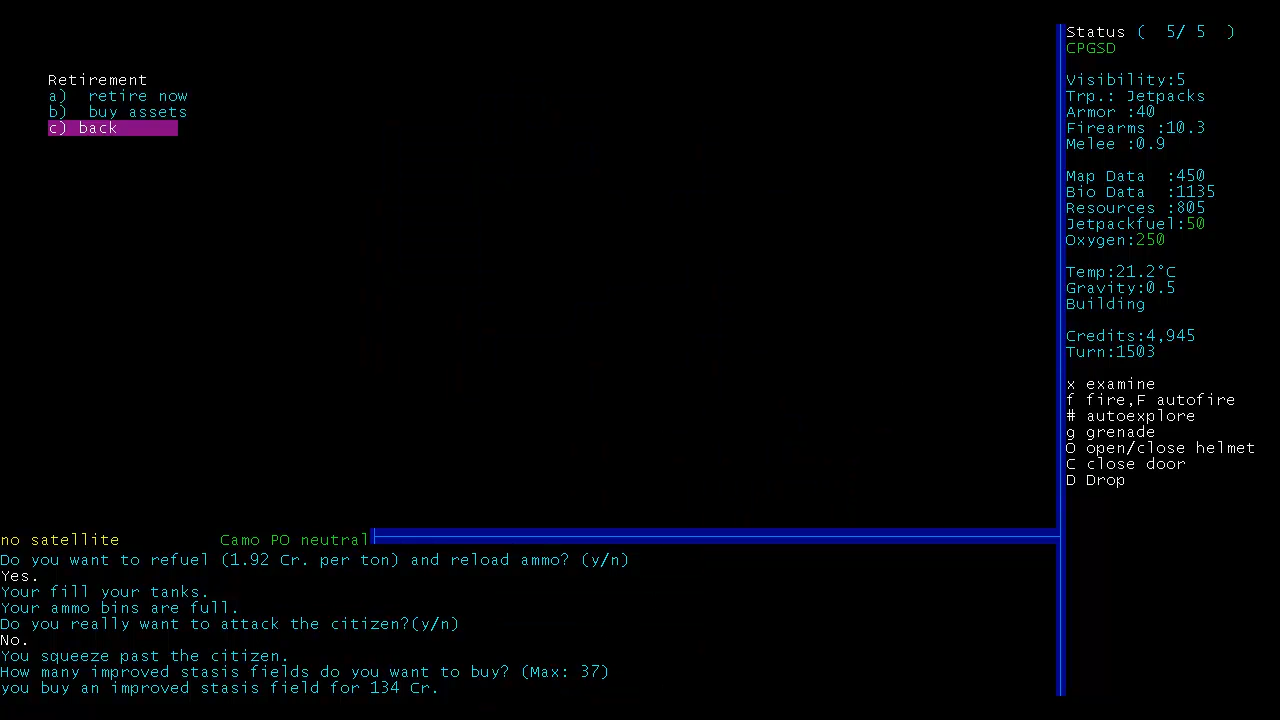 Retirement
a)  retire now
b)  buy assets
c) back
Status (  5/ 5  )
CPGSD
Visibility:5
Trp.: Jetpacks
Armor :40
Firearms :10.3
Melee :0.9
Map Data  :450
Bio Data  :1135
Resources :805
Jetpackfuel:50
Oxygen:250
Temp:21.2°C
Gravity:0.5
Building
Credits:4,945
Turn:1503
x examine
f fire,F autofire
# autoexplore
g grenade
O open/close helmet
C close door
D Drop
no satellite          Camo PO neutral
Do you want to refuel (1.92 Cr. per ton) and reload ammo? (y/n)
Yes.
Your fill your tanks.
Your ammo bins are full.
Do you really want to attack the citizen?(y/n)
No.
You squeeze past the citizen.
How many improved stasis fields do you want to buy? (Max: 37)
you buy an improved stasis field for 134 Cr.